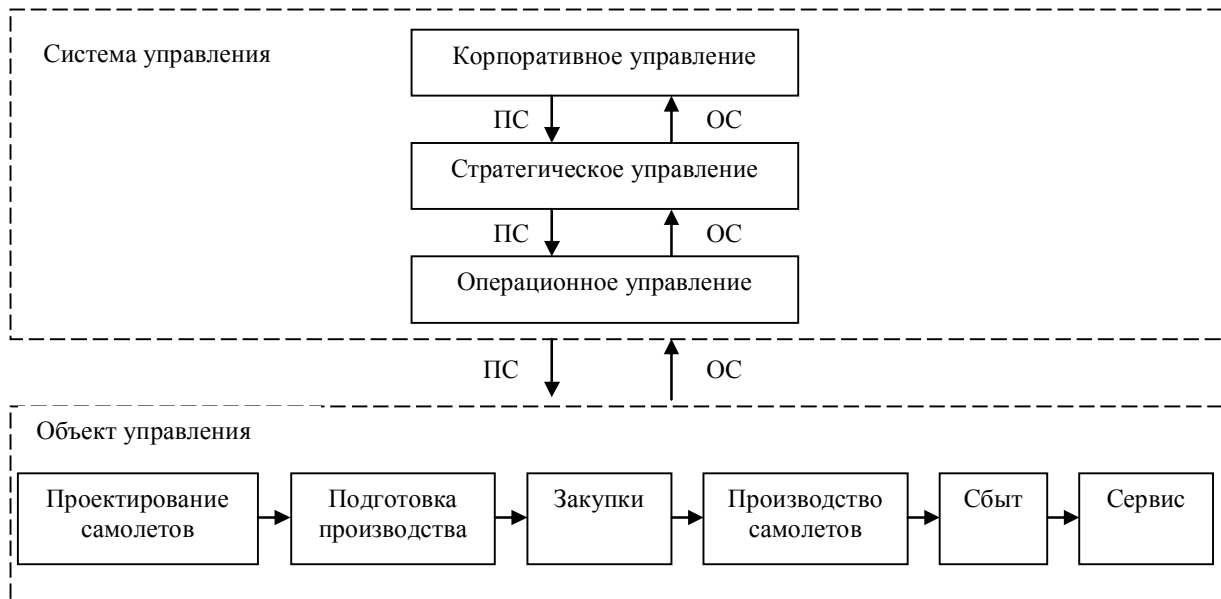 Система управления
Корпоративное управление
ПС
ОС
Стратегическое управление
ПС
ОС
Операционное управление
ПС
ОС
Объект управления
Проектирование
самолетов
Подготовка
производства
Закупки
Производство
самолетов
Сбыт
Сервис